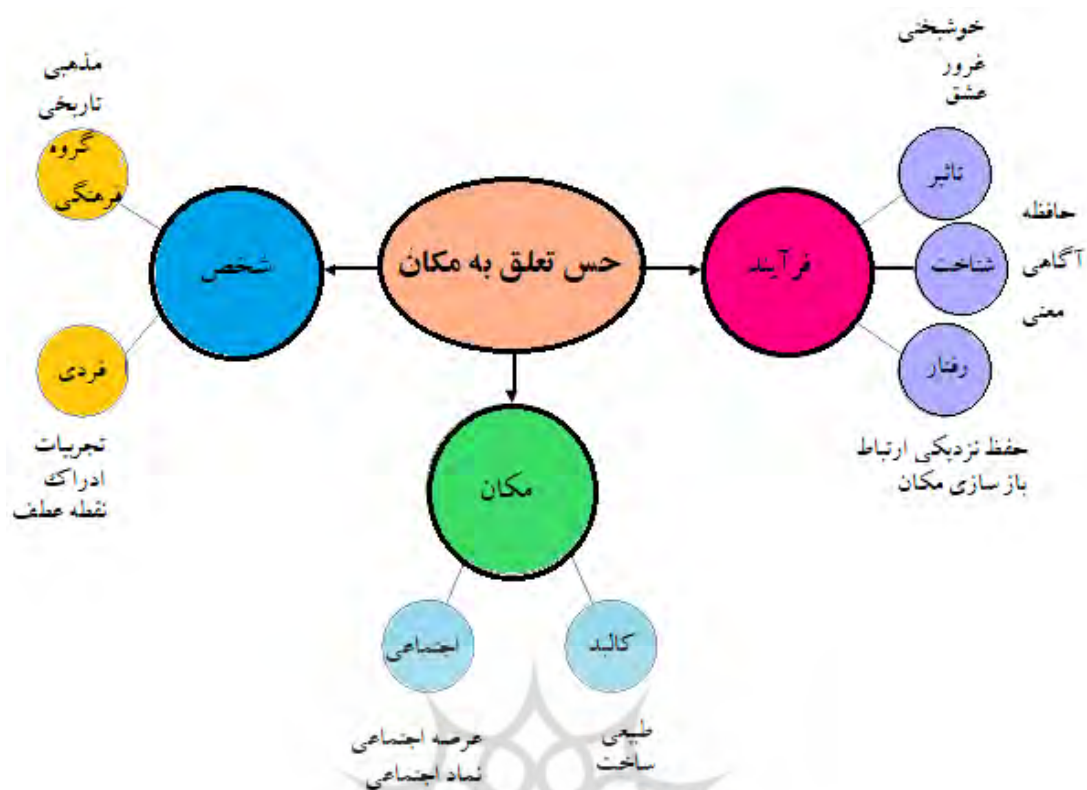 خوشبختی
غرور
عشق
مذهبی
تاریخی
گروه
فرهنگی
تاثیر
حافظه
آگاهی
معنی
شناخت
فرآیند
حس تعلق به مکان
شخص
رفتار
فردی
حفظ نزدیکی ارتباط
باز سازی مکان
تجربیات
ادراک
نقطه عطف
مکان
کالبد
اجتماعی
طبیعی
ساخت
عرصه اجتماعی
نماد اجتماعی